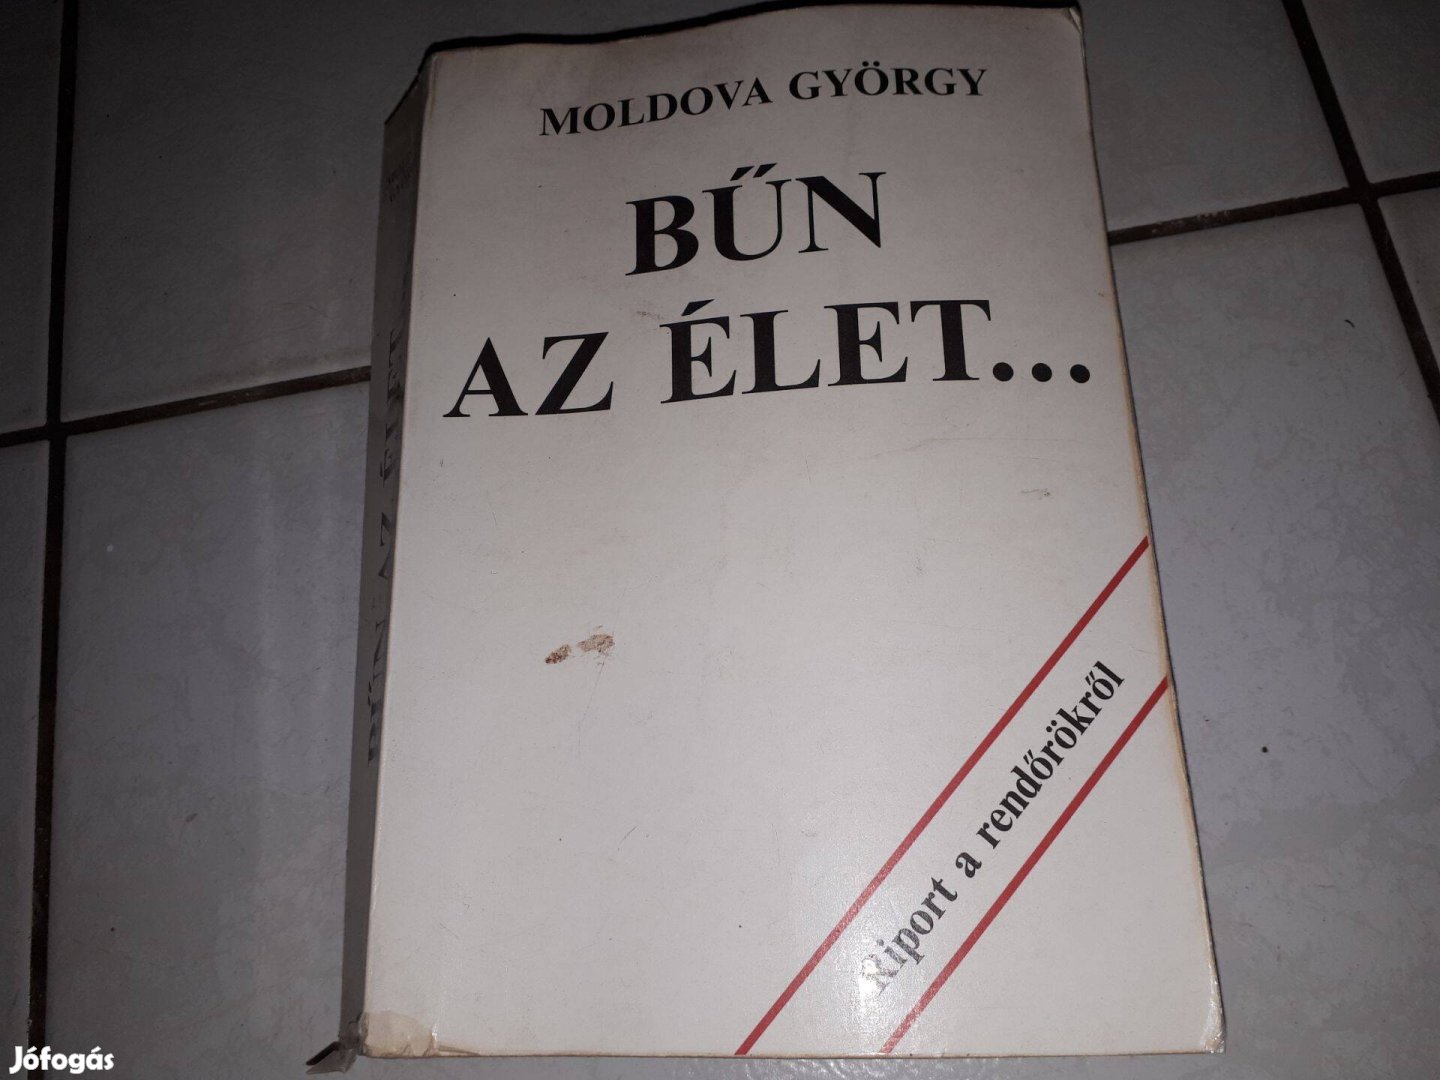 MOLDOVA GYÖRGY
BŰN
AZ ÉLET...
Riport a rendőrökről
BŰN AZ ÉLET
Jófogás